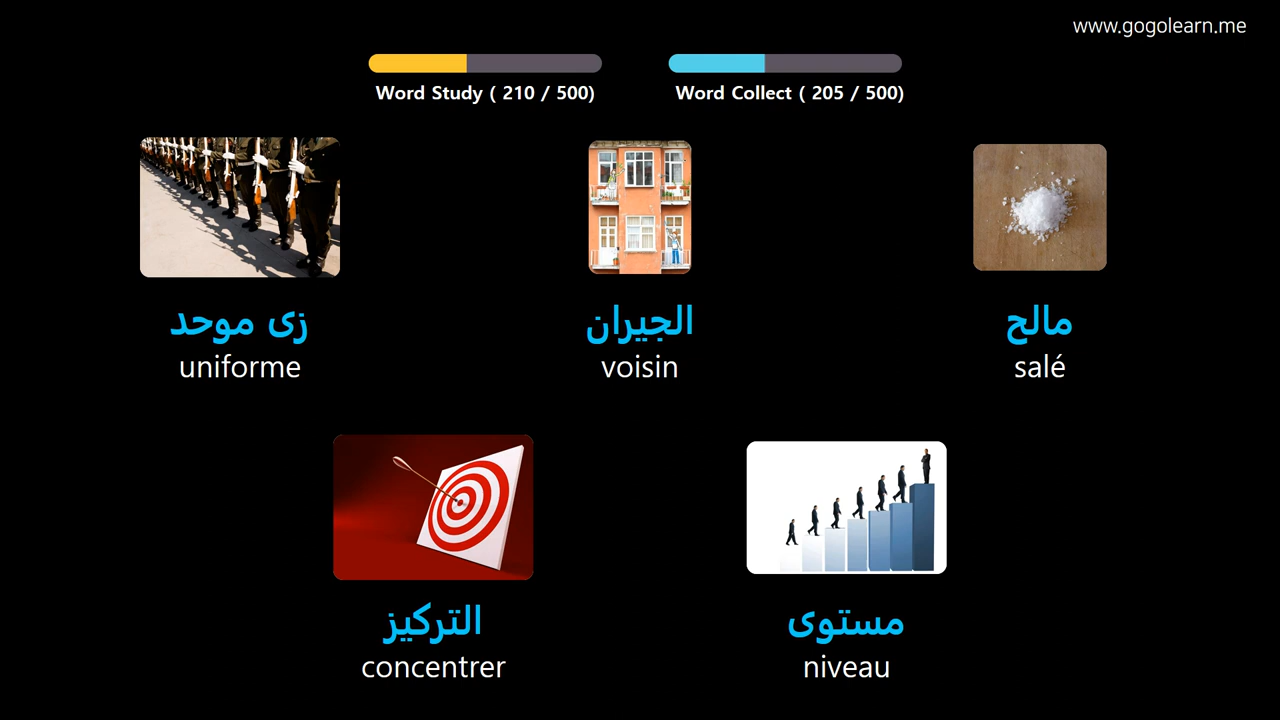 www.gogolearn.me
Word Study ( 210 / 500)
Word Collect ( 205 / 500)
زى موحد
uniforme
الجيران
voisin
مالح
salé
التركيز
concentrer
مستوى
niveau